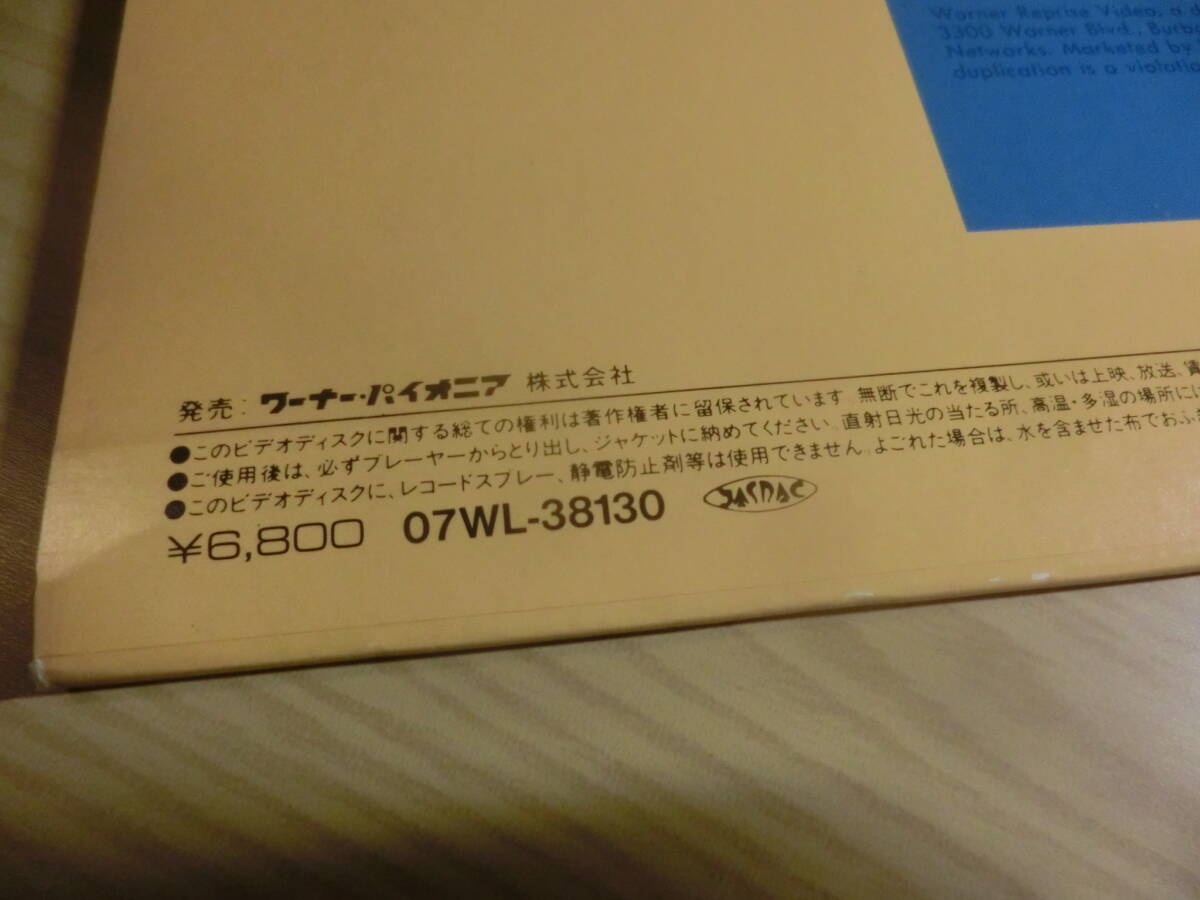 Warner Reprise Video, a d
3300 Warner Blvd., Burba
Networks. Marketed by
duplication is a violatio
発売: ワーナー・パイオニア 株式会社
●このビデオディスクに関する総ての権利は著作権者に留保されています。無断でこれを複製し、或いは上映、放送、賃
●ご使用後は、必ずプレーヤーからとり出し、ジャケットに納めてください。直射日光の当たる所、高温・多湿の場所に
●このビデオディスクに、レコードスプレー、静電防止剤等は使用できません。よごれた場合は、水を含ませた布でおふ
¥6,800 07WL-38130 JASRAC